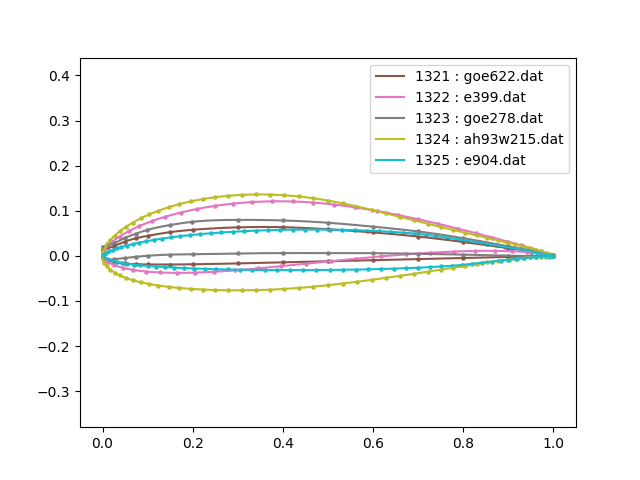 1321 : goe622.dat
1322 : e399.dat
1323 : goe278.dat
1324 : ah93w215.dat
1325 : e904.dat
0.4
0.3
0.2
0.1
0.0
−0.1
−0.2
−0.3
0.0 0.2 0.4 0.6 0.8 1.0